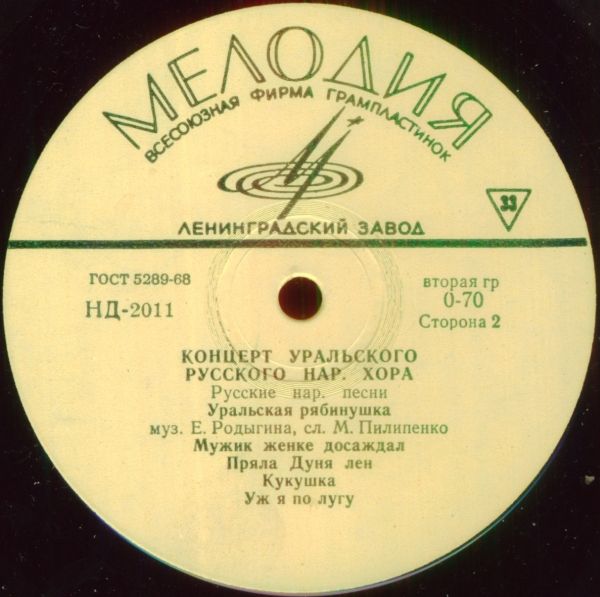 МЕЛОДИЯ
ВСЕСОЮЗНАЯ ФИРМА ГРАМПЛАСТИНОК
33
ЛЕНИНГРАДСКИЙ ЗАВОД
ГОСТ 5289-68
НД-2011
вторая гр
0-70
Сторона 2
КОНЦЕРТ УРАЛЬСКОГО
РУССКОГО НАР. ХОРА
Русские нар. песни
Уральская рябинушка
муз. Е. Родыгина, сл. М. Пилипенко
Мужик женке досаждал
Пряла Дуня лен
Кукушка
Уж я по лугу